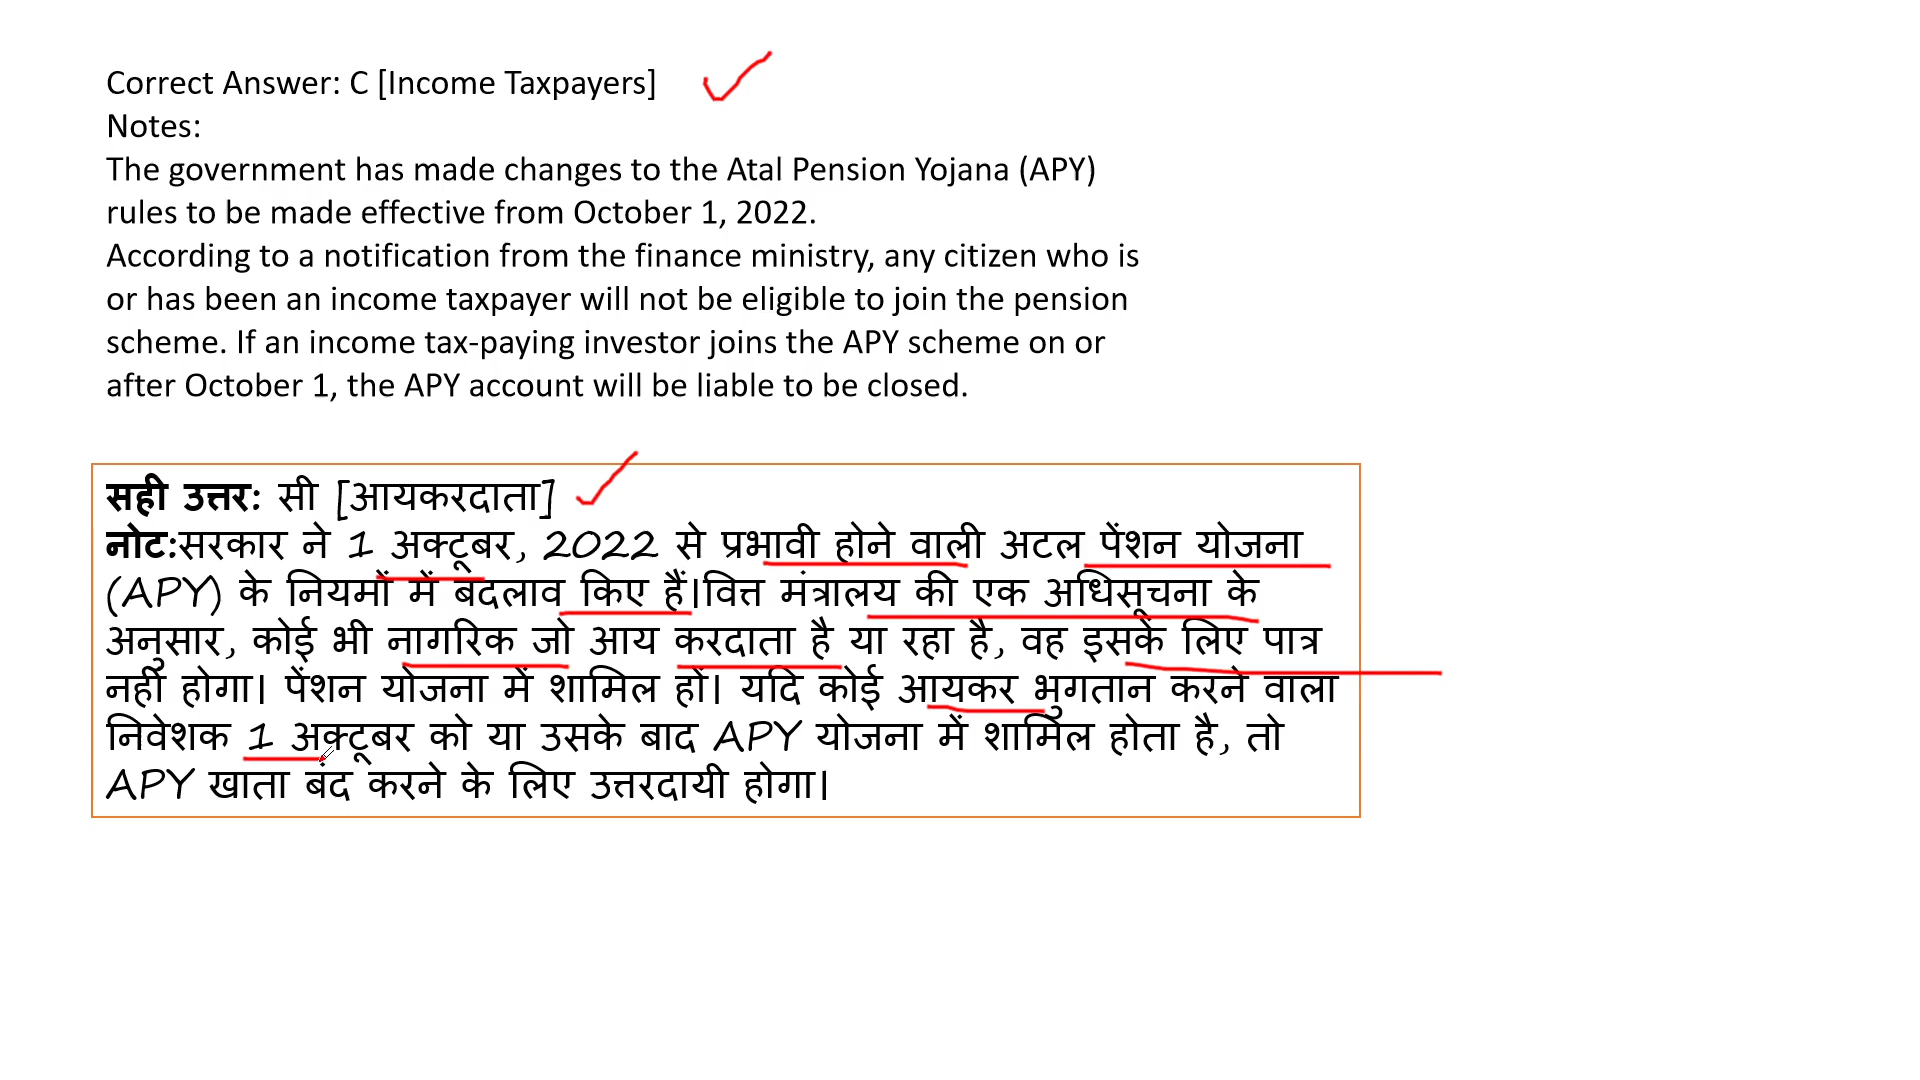 Correct Answer: C [Income Taxpayers]
Notes:
The government has made changes to the Atal Pension Yojana (APY)
rules to be made effective from October 1, 2022.
According to a notification from the finance ministry, any citizen who is
or has been an income taxpayer will not be eligible to join the pension
scheme. If an income tax-paying investor joins the APY scheme on or
after October 1, the APY account will be liable to be closed.
सही उत्तर: सी [आयकरदाता]
नोट:सरकार ने 1 अक्टूबर, 2022 से प्रभावी होने वाली अटल पेंशन योजना
(APY) के नियमों में बदलाव किए हैं।वित्त मंत्रालय की एक अधिसूचना के
अनुसार, कोई भी नागरिक जो आय करदाता है या रहा है, वह इसके लिए पात्र
नहीं होगा। पेंशन योजना में शामिल हों। यदि कोई आयकर भुगतान करने वाला
निवेशक 1 अक्टूबर को या उसके बाद APY योजना में शामिल होता है, तो
APY खाता बंद करने के लिए उत्तरदायी होगा।